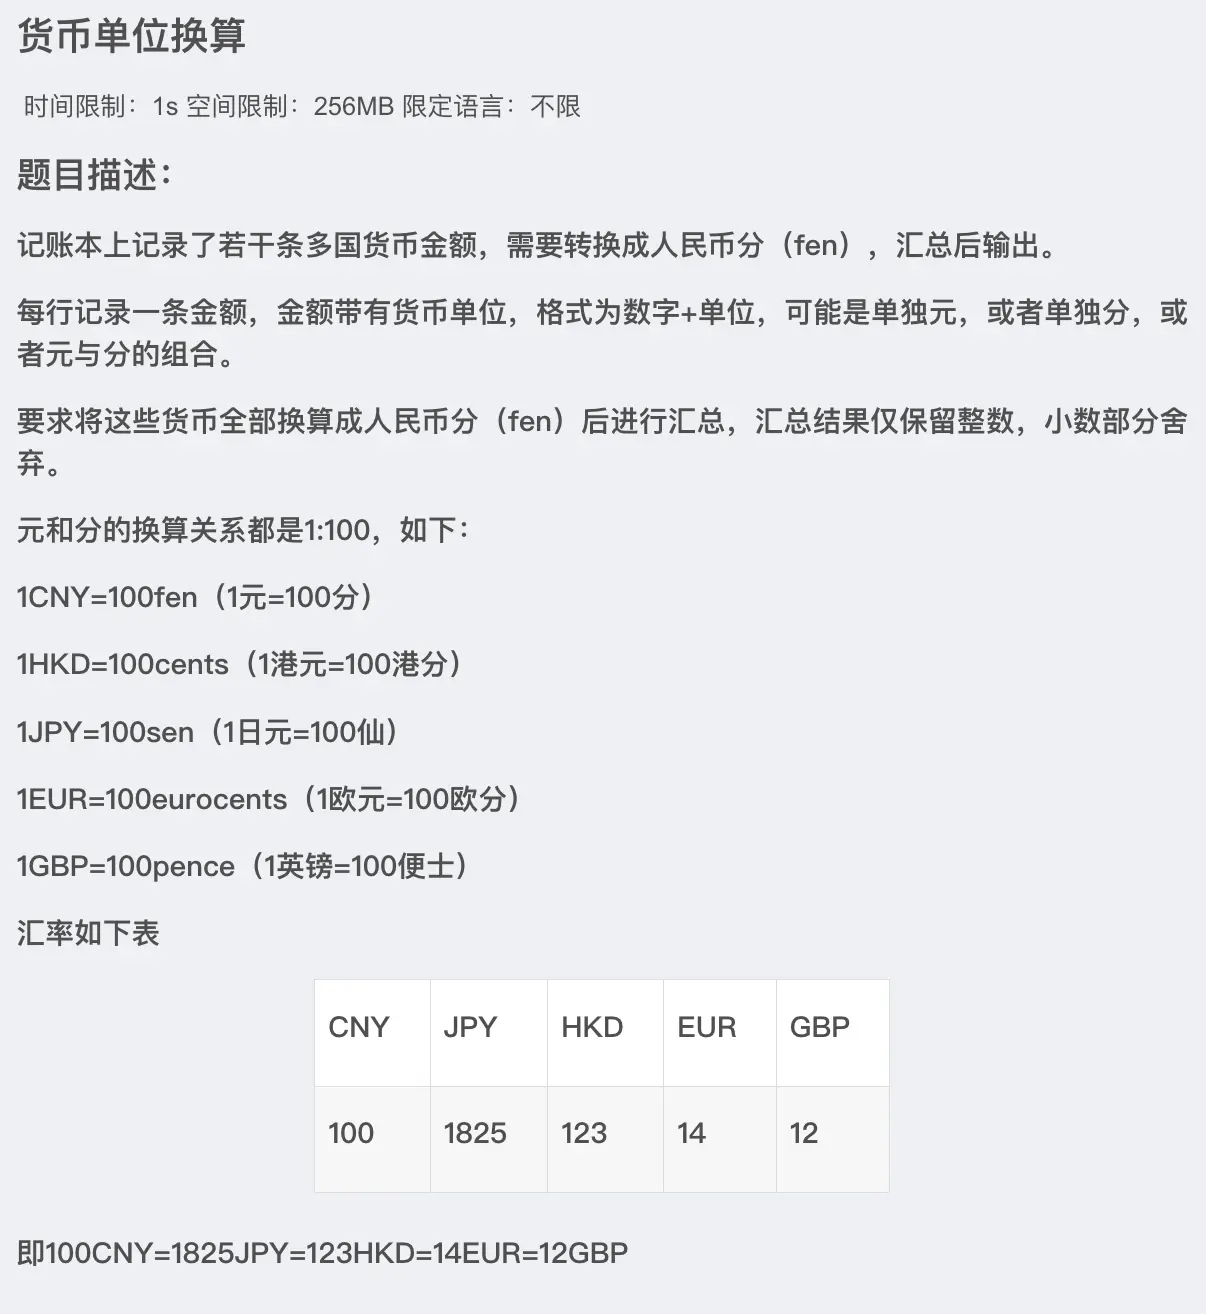 货币单位换算
时间限制：1s 空间限制：256MB 限定语言：不限
题目描述：
记账本上记录了若干条多国货币金额，需要转换成人民币分（fen），汇总后输出。
每行记录一条金额，金额带有货币单位，格式为数字+单位，可能是单独元，或者单独分，或
者元与分的组合。
要求将这些货币全部换算成人民币分（fen）后进行汇总，汇总结果仅保留整数，小数部分舍
弃。
元和分的换算关系都是1:100，如下：
1CNY=100fen（1元=100分）
1HKD=100cents（1港元=100港分）
1JPY=100sen（1日元=100仙）
1EUR=100eurocents（1欧元=100欧分）
1GBP=100pence（1英镑=100便士）
汇率如下表
CNY JPY HKD EUR GBP
100 1825 123 14 12
即100CNY=1825JPY=123HKD=14EUR=12GBP